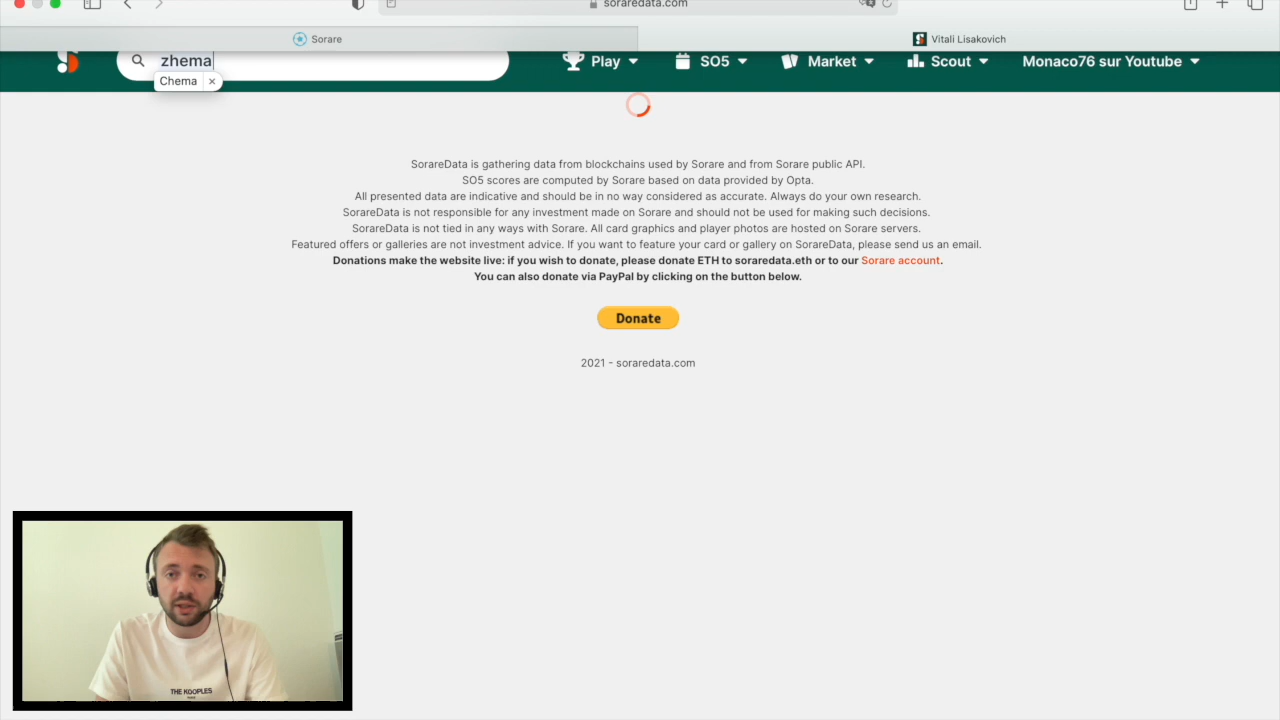 soraredata.com
Sorare
Vitali Lisakovich
zhema
Play
SO5
Market
Scout
Monaco76 sur Youtube
Chema ×
SorareData is gathering data from blockchains used by Sorare and from Sorare public API.
SO5 scores are computed by Sorare based on data provided by Opta.
All presented data are indicative and should be in no way considered as accurate. Always do your own research.
SorareData is not responsible for any investment made on Sorare and should not be used for making such decisions.
SorareData is not tied in any ways with Sorare. All card graphics and player photos are hosted on Sorare servers.
Featured offers or galleries are not investment advice. If you want to feature your card or gallery on SorareData, please send us an email.
Donations make the website live: if you wish to donate, please donate ETH to soraredata.eth or to our Sorare account.
You can also donate via PayPal by clicking on the button below.
Donate
2021 - soraredata.com
THE KOOPLES